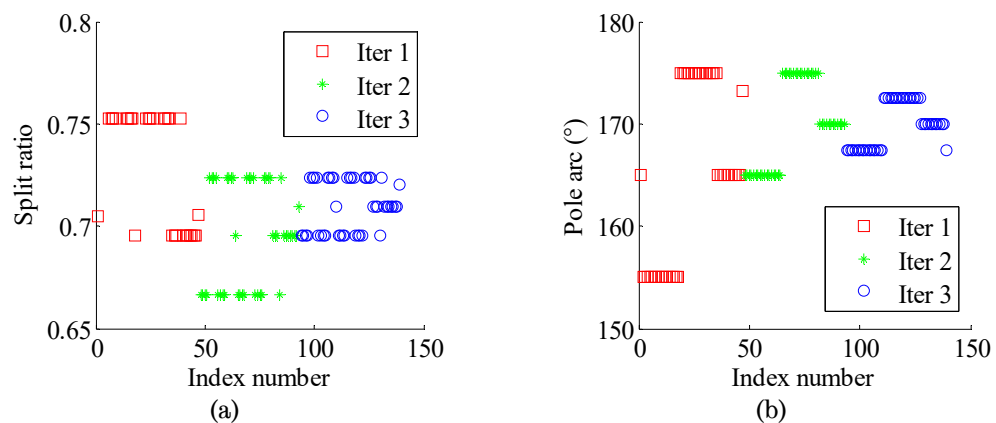 0.8
0.75
0.7
0.65
Split ratio
Iter 1
Iter 2
Iter 3
0 50 100 150
Index number
(a)
180
170
160
150
Pole arc (°)
Iter 1
Iter 2
Iter 3
0 50 100 150
Index number
(b)